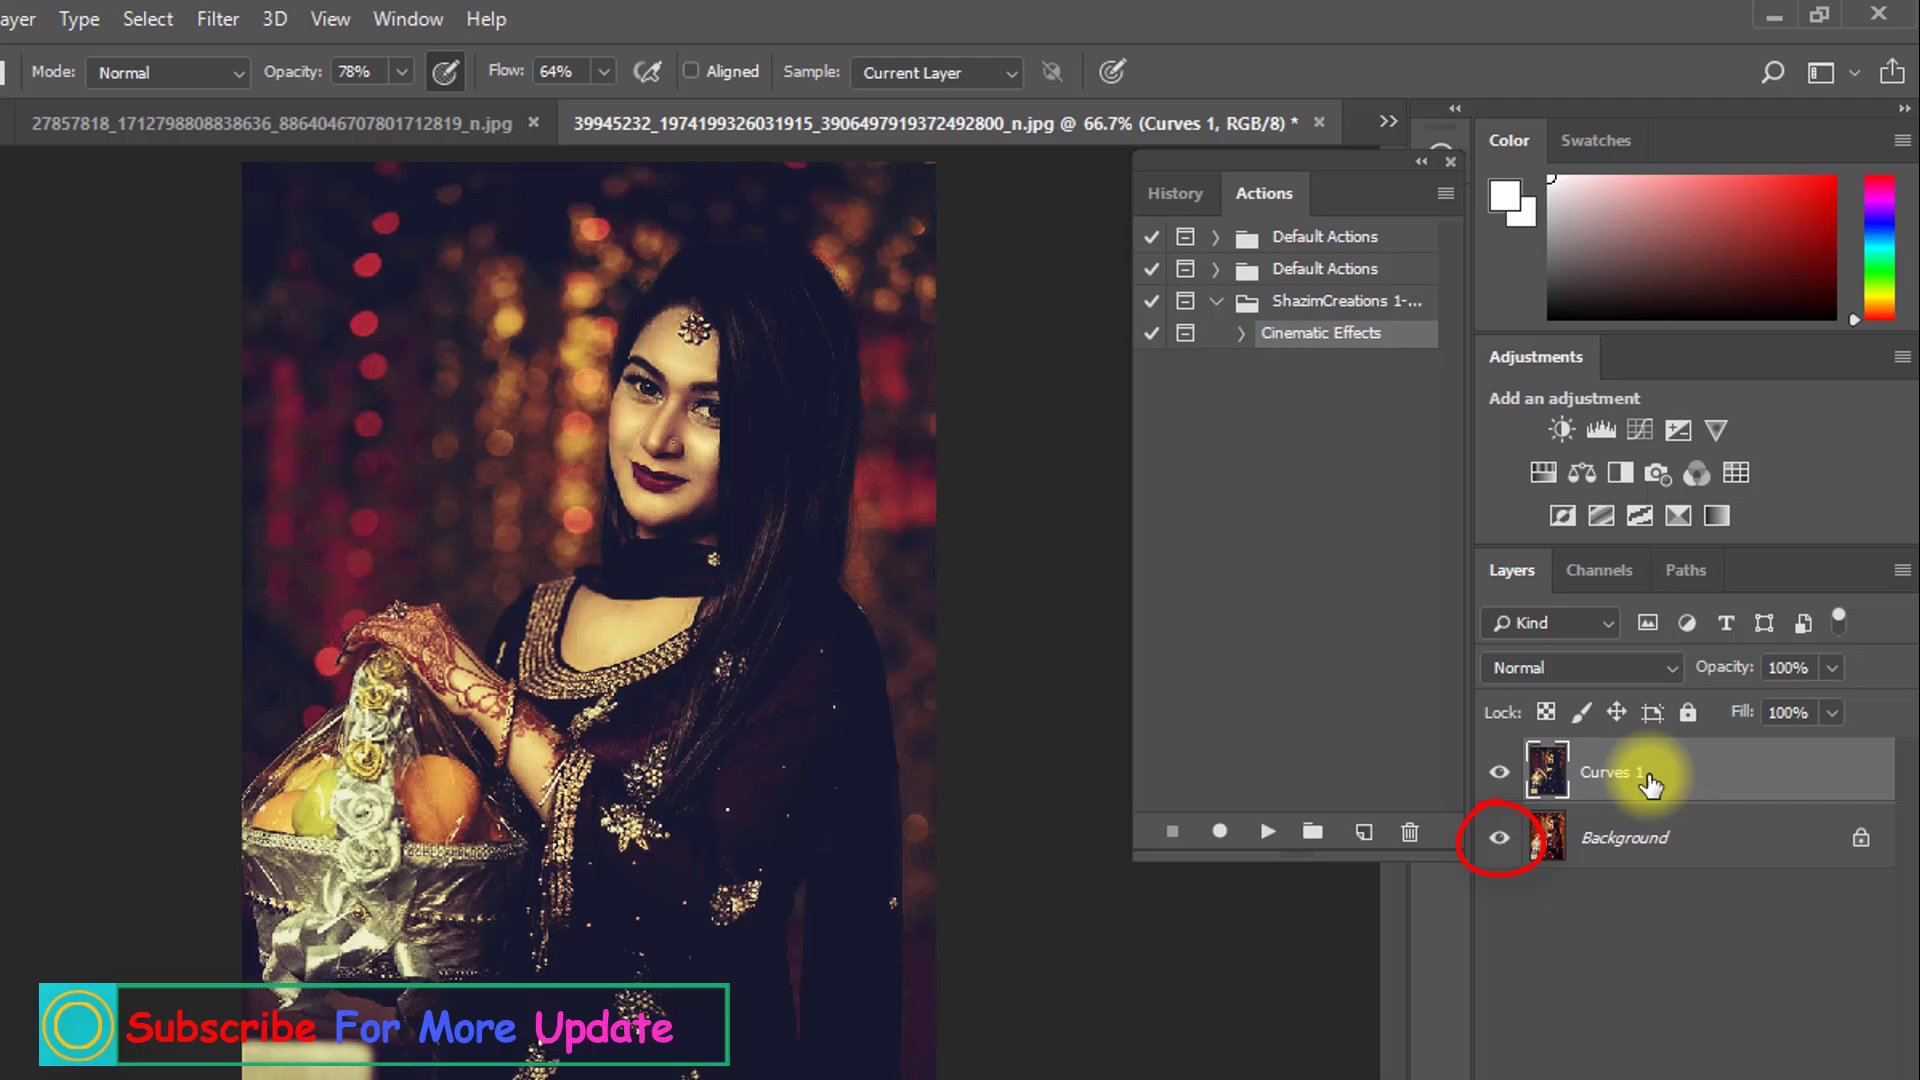 ayer Type Select Filter 3D View Window Help
Mode: Normal Opacity: 78% Flow: 64% Aligned Sample: Current Layer
27857818_1712798808838636_8864046707801712819_n.jpg × 39945232_1974199326031915_3906497919372492800_n.jpg @ 66.7% (Curves 1, RGB/8) * ×
Color Swatches
History Actions
Default Actions
Default Actions
ShazimCreations 1-...
Cinematic Effects
Adjustments
Add an adjustment
Layers Channels Paths
Kind
Normal Opacity: 100%
Lock: Fill: 100%
Curves 1
Background
Subscribe For More Update